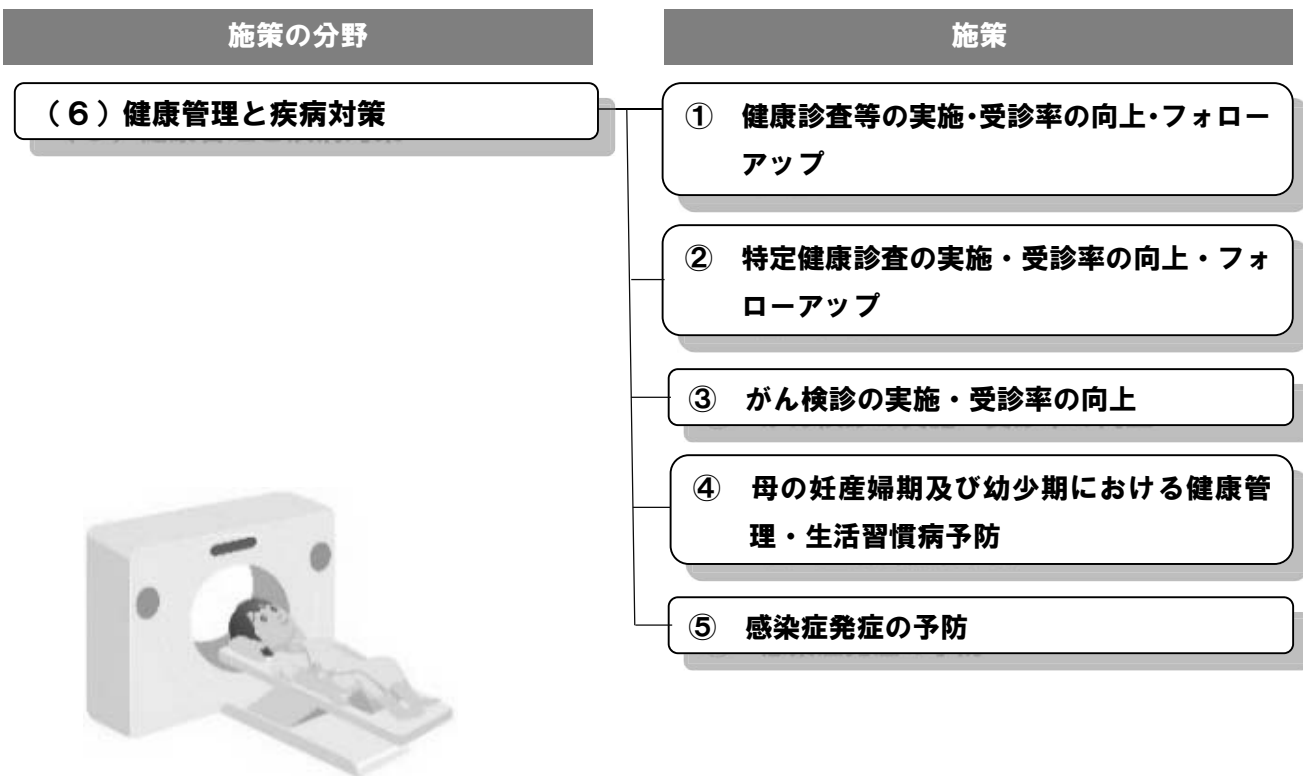 施策の分野
施策
（６）健康管理と疾病対策
① 健康診査等の実施･受診率の向上･フォロー
アップ
② 特定健康診査の実施・受診率の向上・フォ
ローアップ
③ がん検診の実施・受診率の向上
④ 母の妊産婦期及び幼少期における健康管
理・生活習慣病予防
⑤ 感染症発症の予防